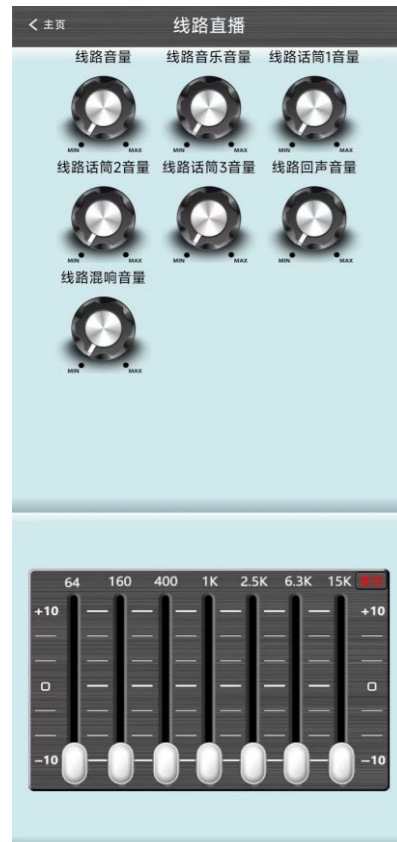 主页
线路直播
线路音量 线路音乐音量 线路话筒1音量
MIN MAX MIN MAX MIN MAX
线路话筒2音量 线路话筒3音量 线路回声音量
MIN MAX MIN MAX MIN MAX
线路混响音量
MIN MAX
64 160 400 1K 2.5K 6.3K 15K
+10 +10
0 0
-10 -10